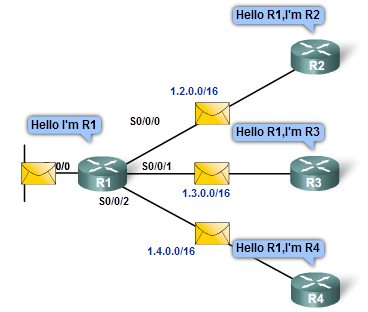 Hello R1,I'm R2
R2
1.2.0.0/16
Hello I'm R1
S0/0/0
Hello R1,I'm R3
/0/0
R1
S0/0/1
R3
1.3.0.0/16
S0/0/2
1.4.0.0/16
Hello R1,I'm R4
R4